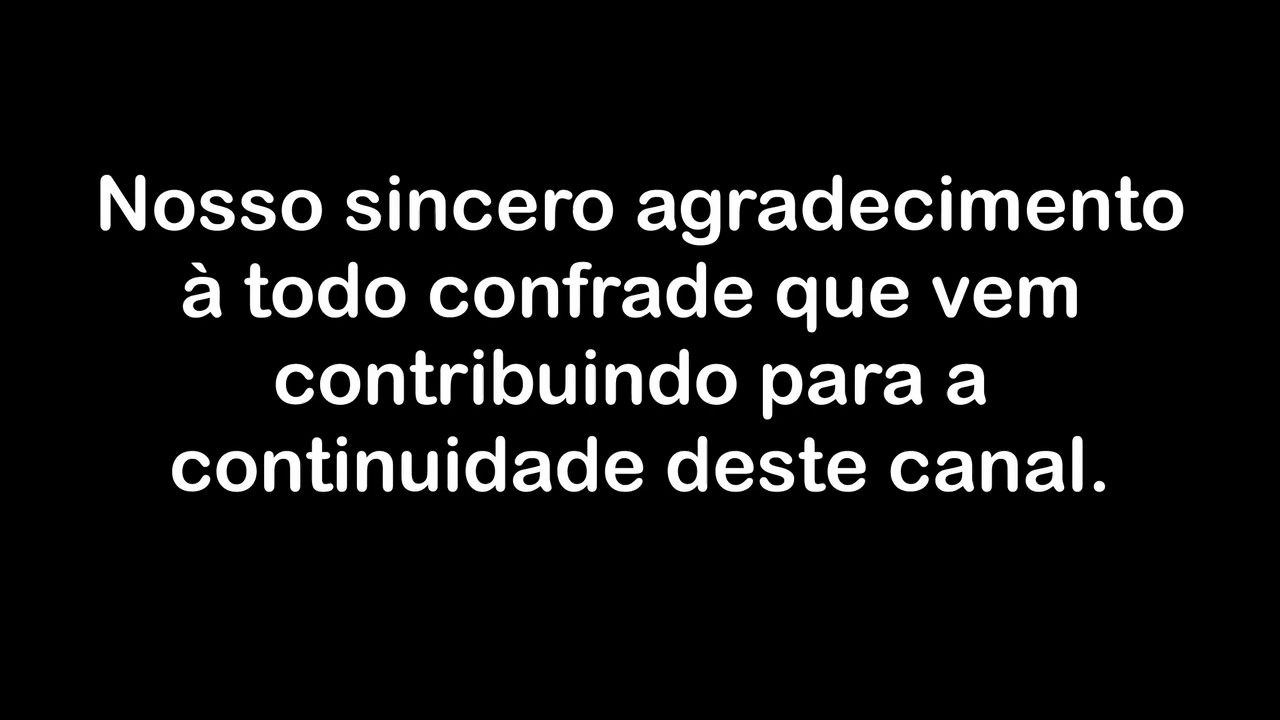 Nosso sincero agradecimento
à todo confrade que vem
contribuindo para a
continuidade deste canal.